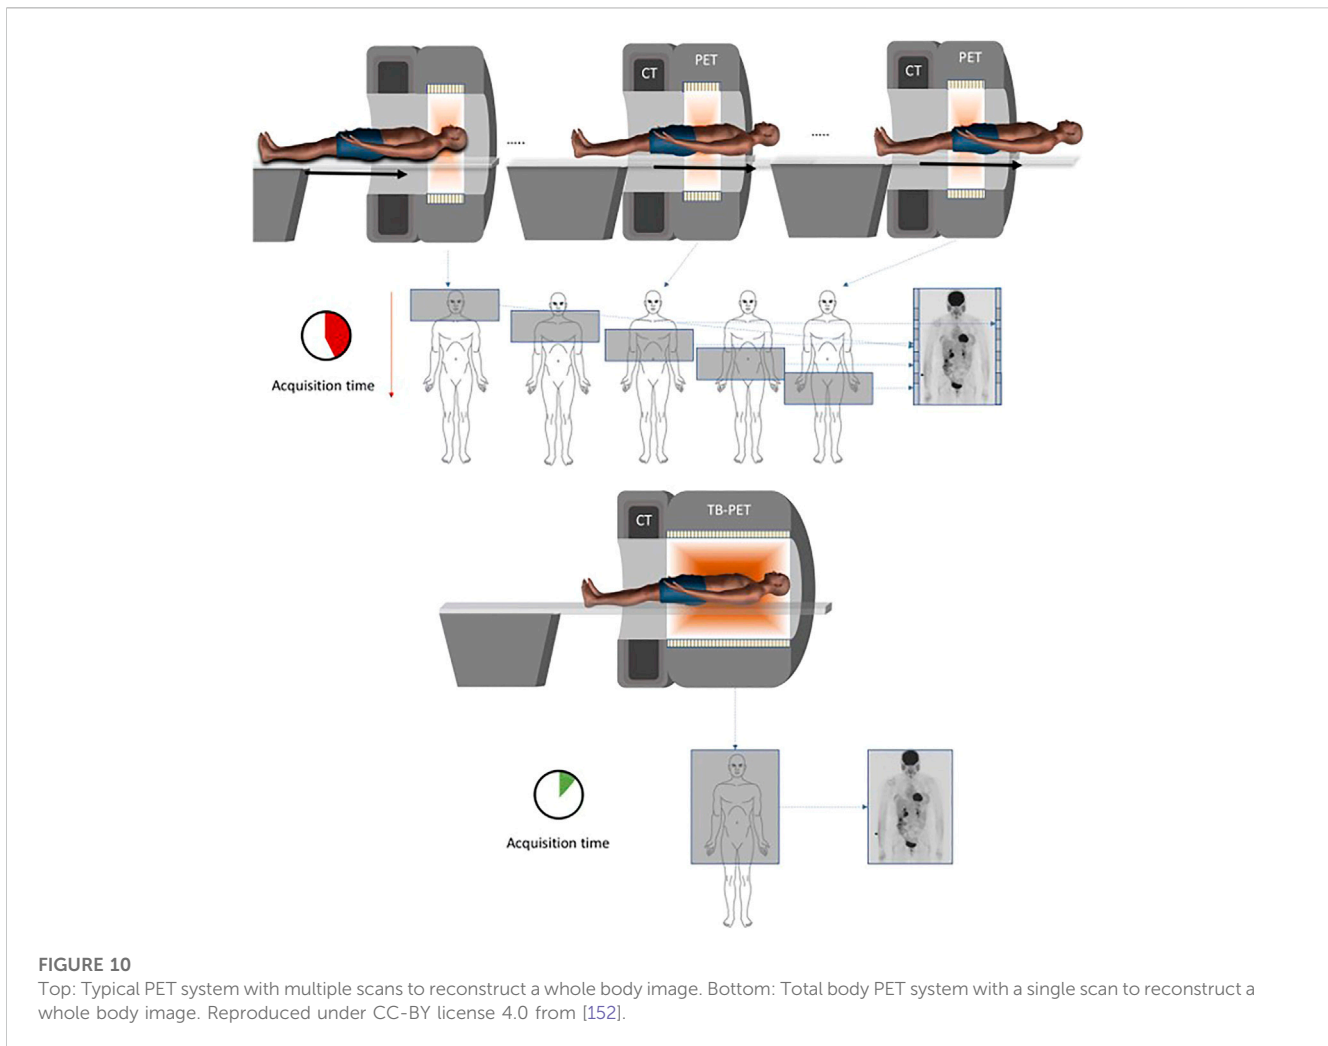 PET
CT
.....
PET
CT
.....
Acquisition time
TB-PET
CT
Acquisition time
FIGURE 10
Top: Typical PET system with multiple scans to reconstruct a whole body image. Bottom: Total body PET system with a single scan to reconstruct a
whole body image. Reproduced under CC-BY license 4.0 from [152].